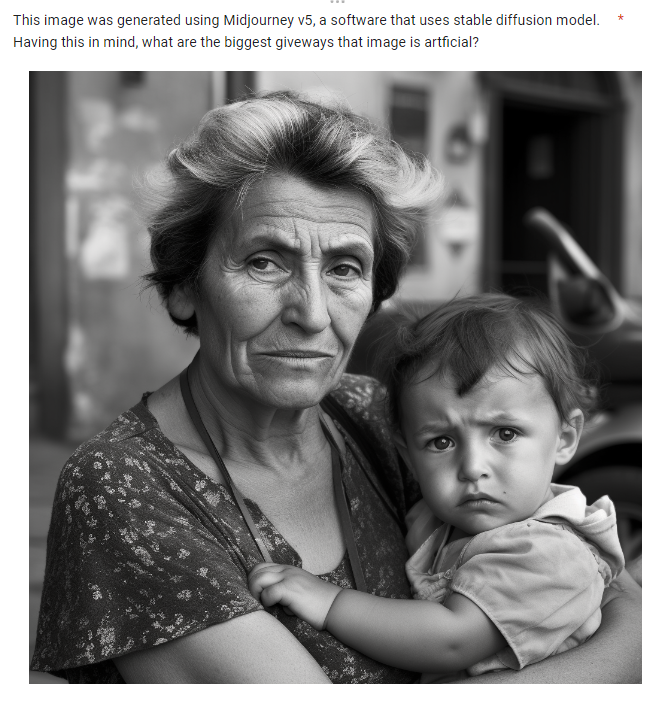 This image was generated using Midjourney v5, a software that uses stable diffusion model. *
Having this in mind, what are the biggest giveways that image is artficial?